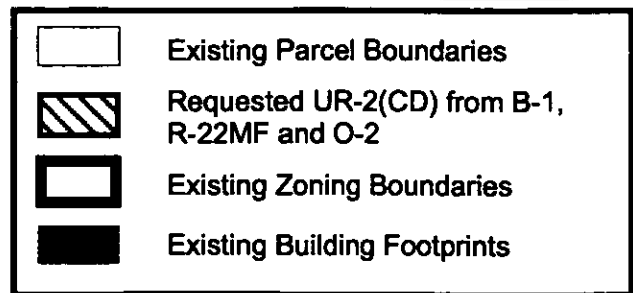 Existing Parcel Boundaries
Requested UR-2(CD) from B-1,
R-22MF and O-2
Existing Zoning Boundaries
Existing Building Footprints